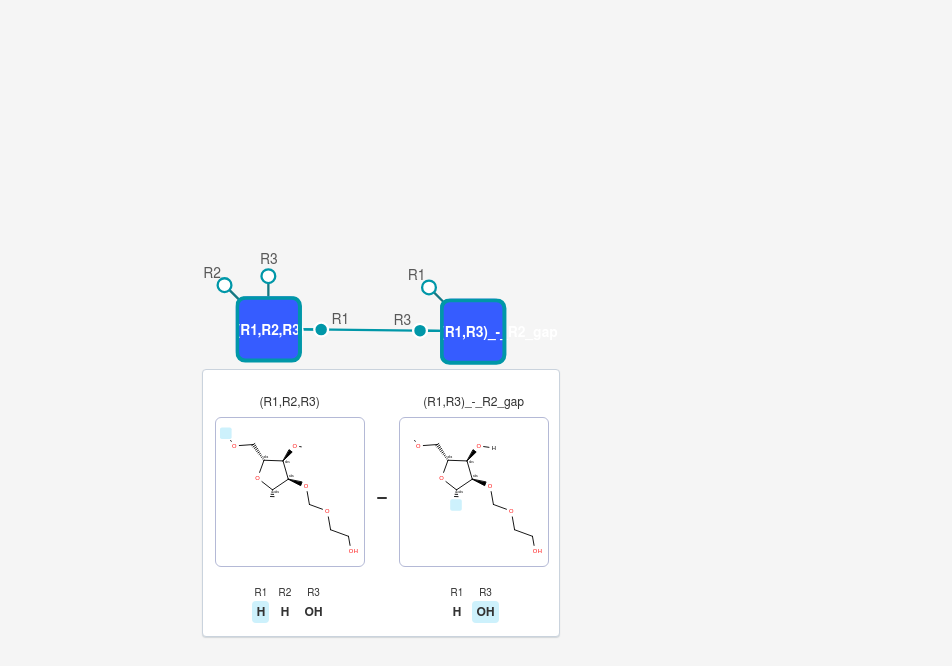 R3
R2
R1
R1
R3
R1,R2,R3
R1,R3)_-_R2_gap
(R1,R2,R3)
(R1,R3)_-_R2_gap
O
O
O
O
O
OH
O
O
H
O
O
O
OH
R1 R2 R3
H H OH
R1 R3
H OH